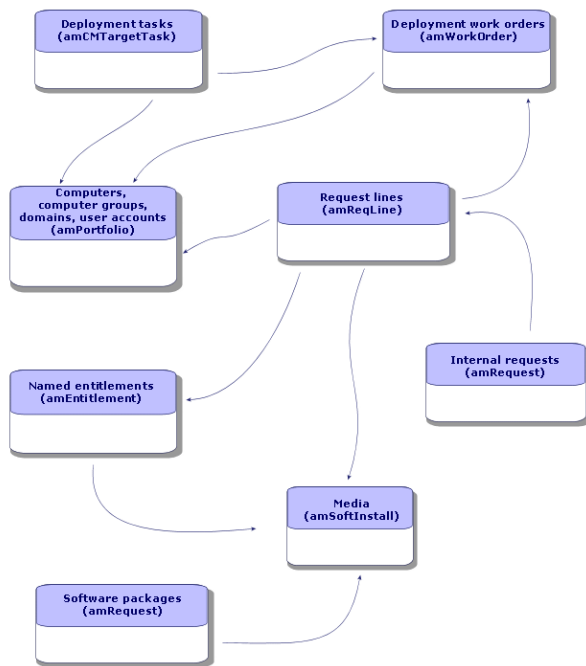 Deployment tasks
(amCMTargetTask)
Deployment work orders
(amWorkOrder)
Computers,
computer groups,
domains, user accounts
(amPortfolio)
Request lines
(amReqLine)
Internal requests
(amRequest)
Named entitlements
(amEntitlement)
Media
(amSoftInstall)
Software packages
(amRequest)